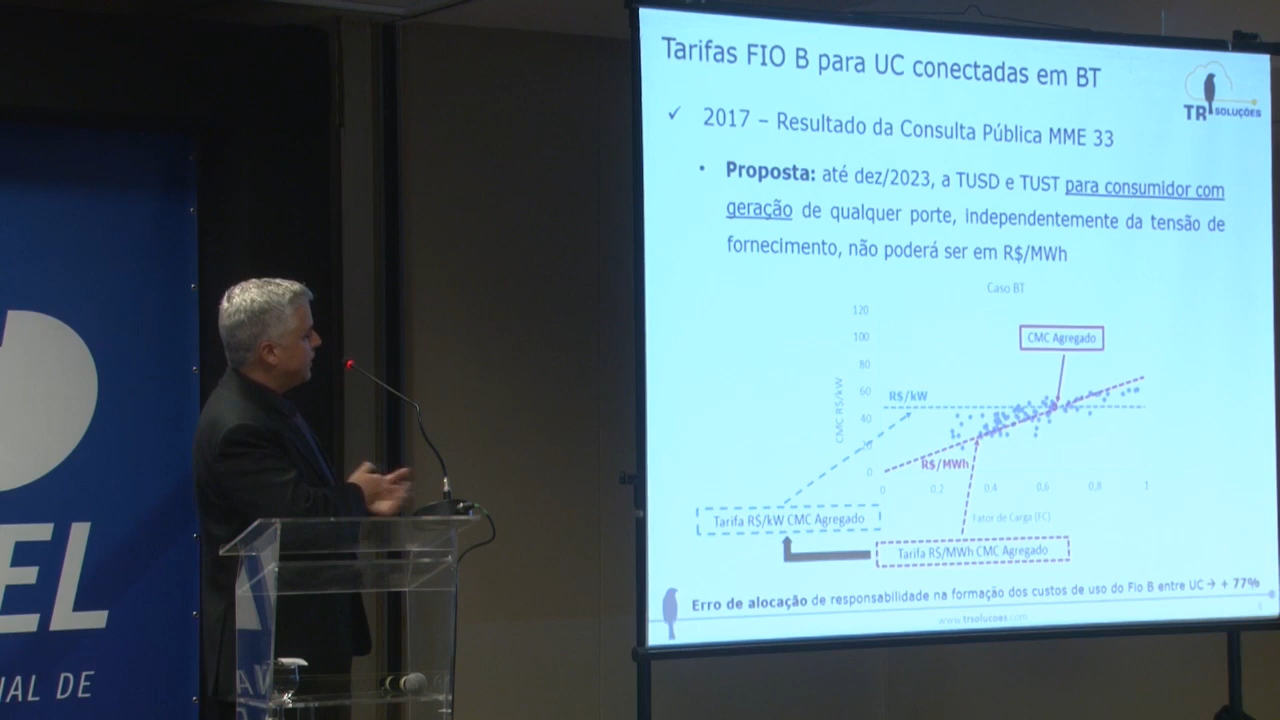 Tarifas FIO B para UC conectadas em BT
TR SOLUÇÕES
✓ 2017 – Resultado da Consulta Pública MME 33
• Proposta: até dez/2023, a TUSD e TUST para consumidor com
geração de qualquer porte, independentemente da tensão de
fornecimento, não poderá ser em R$/MWh
Caso BT
120
100
80
60
40
20
0
CMC R$/kW
CMC Agregado
R$/kW
R$/MWh
0 0,2 0,4 0,6 0,8 1
Fator de Carga (FC)
Tarifa R$/kW CMC Agregado
Tarifa R$/MWh CMC Agregado
Erro de alocação de responsabilidade na formação dos custos de uso do Fio B entre UC → + 77%
www.trsolucoes.com
EL
NAL DE